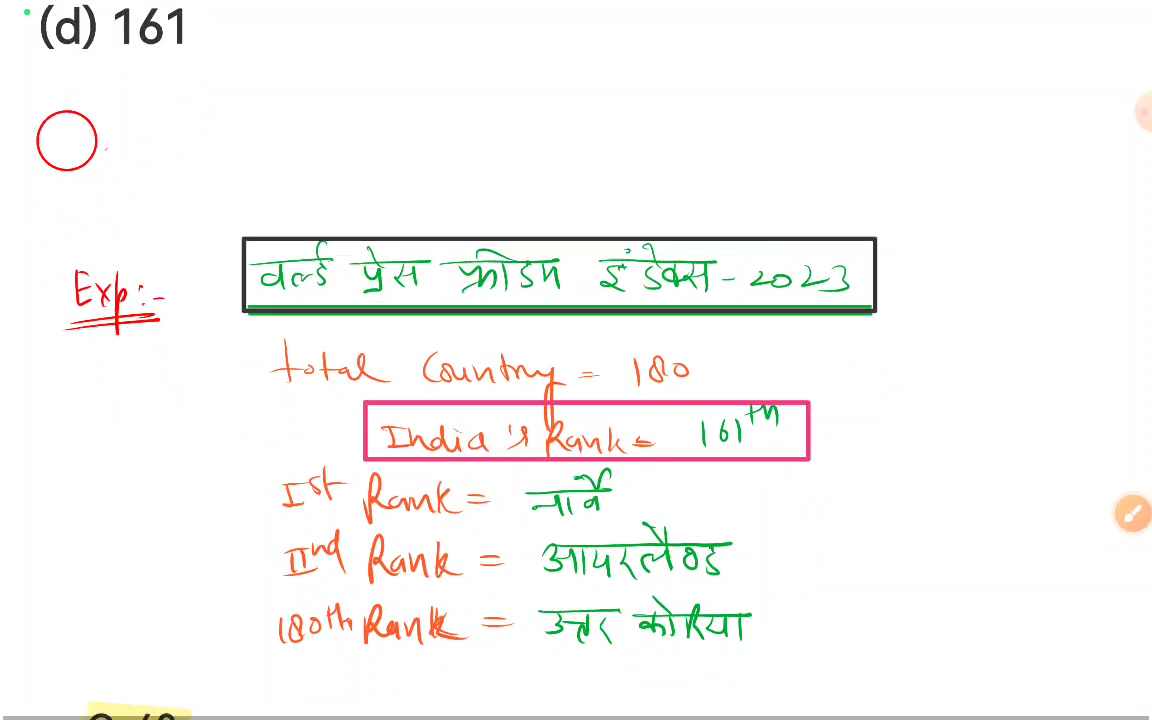 (d) 161
Exp:-
वर्ल्ड प्रेस फ्रीडम इंडेक्स - 2023
total Country = 180
India's Rank = 161th
Ist Rank = नार्वे
IInd Rank = आयरलैण्ड
180th Rank = उत्तर कोरिया